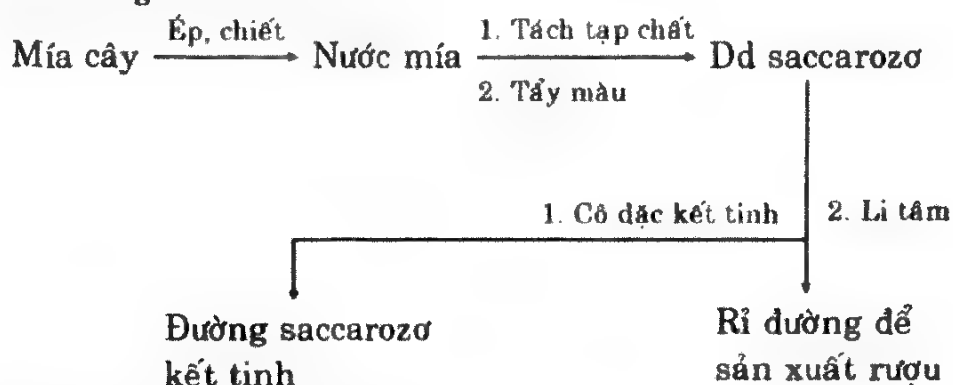 Ép, chiết
1. Tách tạp chất
Mía cây
Nước mía
Dd saccarozơ
2. Tẩy màu
1. Cô đặc kết tinh
2. Li tâm
Đường saccarozơ
kết tinh
Rỉ đường để
sản xuất rượu